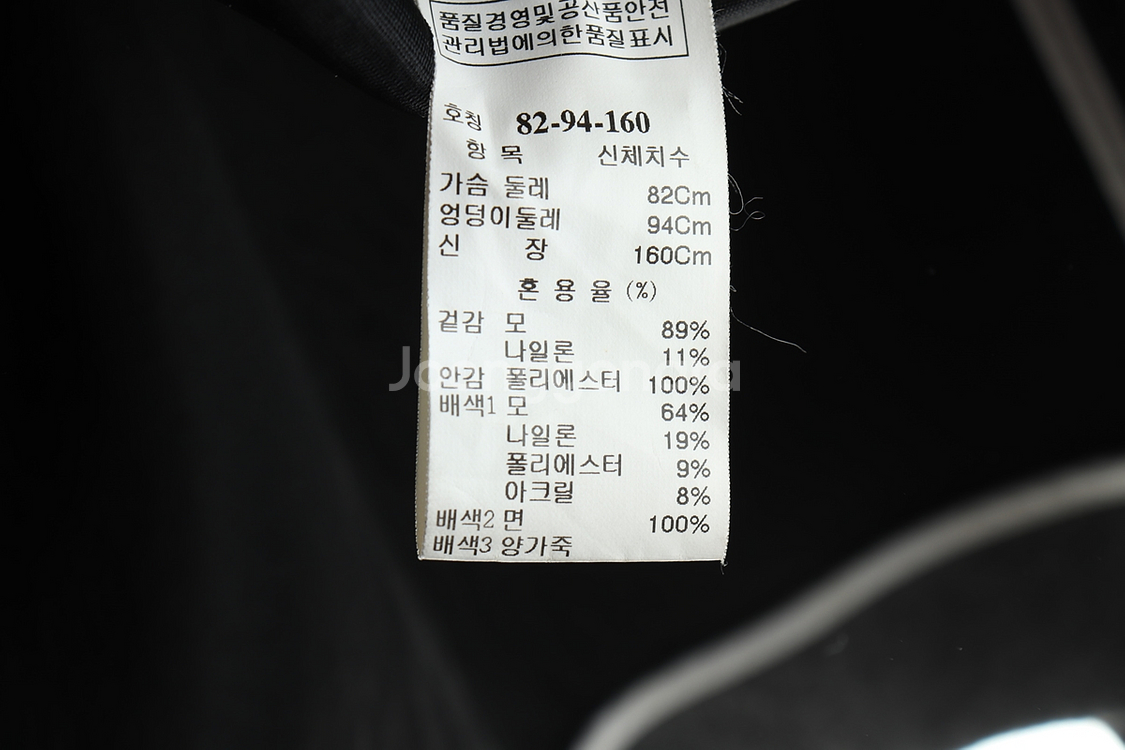 품질경영및공산품안전
관리법에의한품질표시
호칭 82-94-160
항 목 신체치수
가슴 둘레 82Cm
엉덩이둘레 94Cm
신 장 160Cm
혼 용 율 (%)
겉감 모 89%
나일론 11%
안감 폴리에스터 100%
배색1 모 64%
나일론 19%
폴리에스터 9%
아크릴 8%
배색2 면 100%
배색3 양가죽